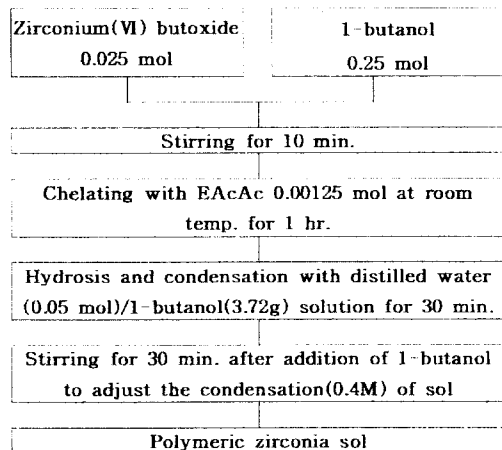 Zirconium(Ⅵ) butoxide
0.025 mol
1-butanol
0.25 mol
Stirring for 10 min.
Chelating with EAcAc 0.00125 mol at room
temp. for 1 hr.
Hydrosis and condensation with distilled water
(0.05 mol)/1-butanol(3.72g) solution for 30 min.
Stirring for 30 min. after addition of 1-butanol
to adjust the condensation(0.4M) of sol
Polymeric zirconia sol